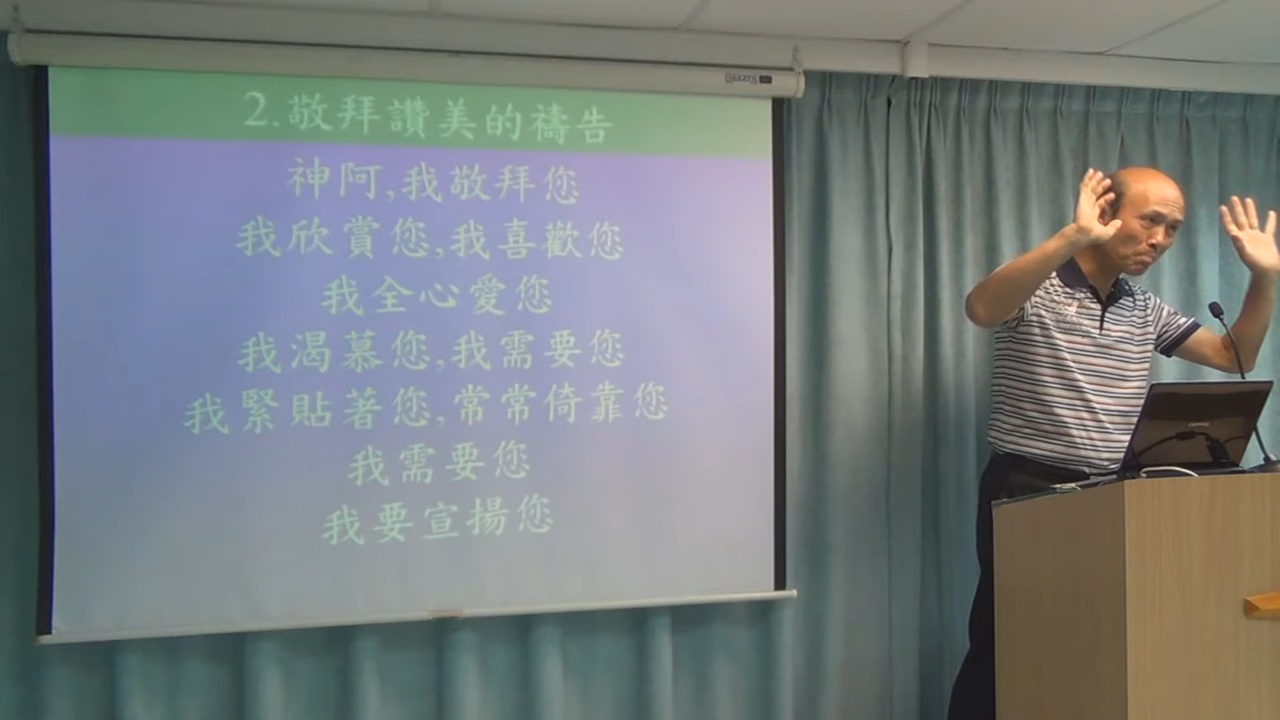 2.敬拜讚美的禱告
神阿,我敬拜您
我欣賞您,我喜歡您
我全心愛您
我渴慕您,我需要您
我緊貼著您,常常倚靠您
我需要您
我要宣揚您